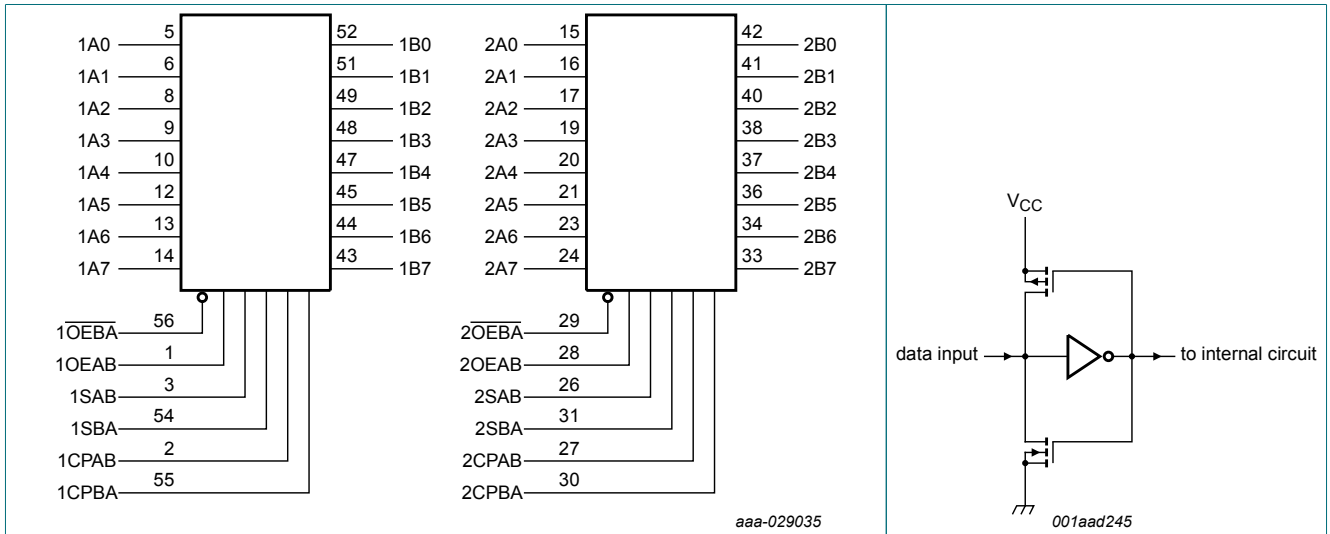 5 52 15 42
1A0 1B0 2A0 2B0
6 51 16 41
1A1 1B1 2A1 2B1
8 49 17 40
1A2 1B2 2A2 2B2
9 48 19 38
1A3 1B3 2A3 2B3
10 47 20 37
1A4 1B4 2A4 2B4
12 45 21 36
1A5 1B5 2A5 2B5
13 44 23 34
1A6 1B6 2A6 2B6
14 43 24 33
1A7 1B7 2A7 2B7
56 29
1OEBA 2OEBA
1 28
1OEAB 2OEAB
3 26
1SAB 2SAB
54 31
1SBA 2SBA
2 27
1CPAB 2CPAB
55 30
1CPBA 2CPBA
aaa-029035
VCC
data input to internal circuit
001aad245